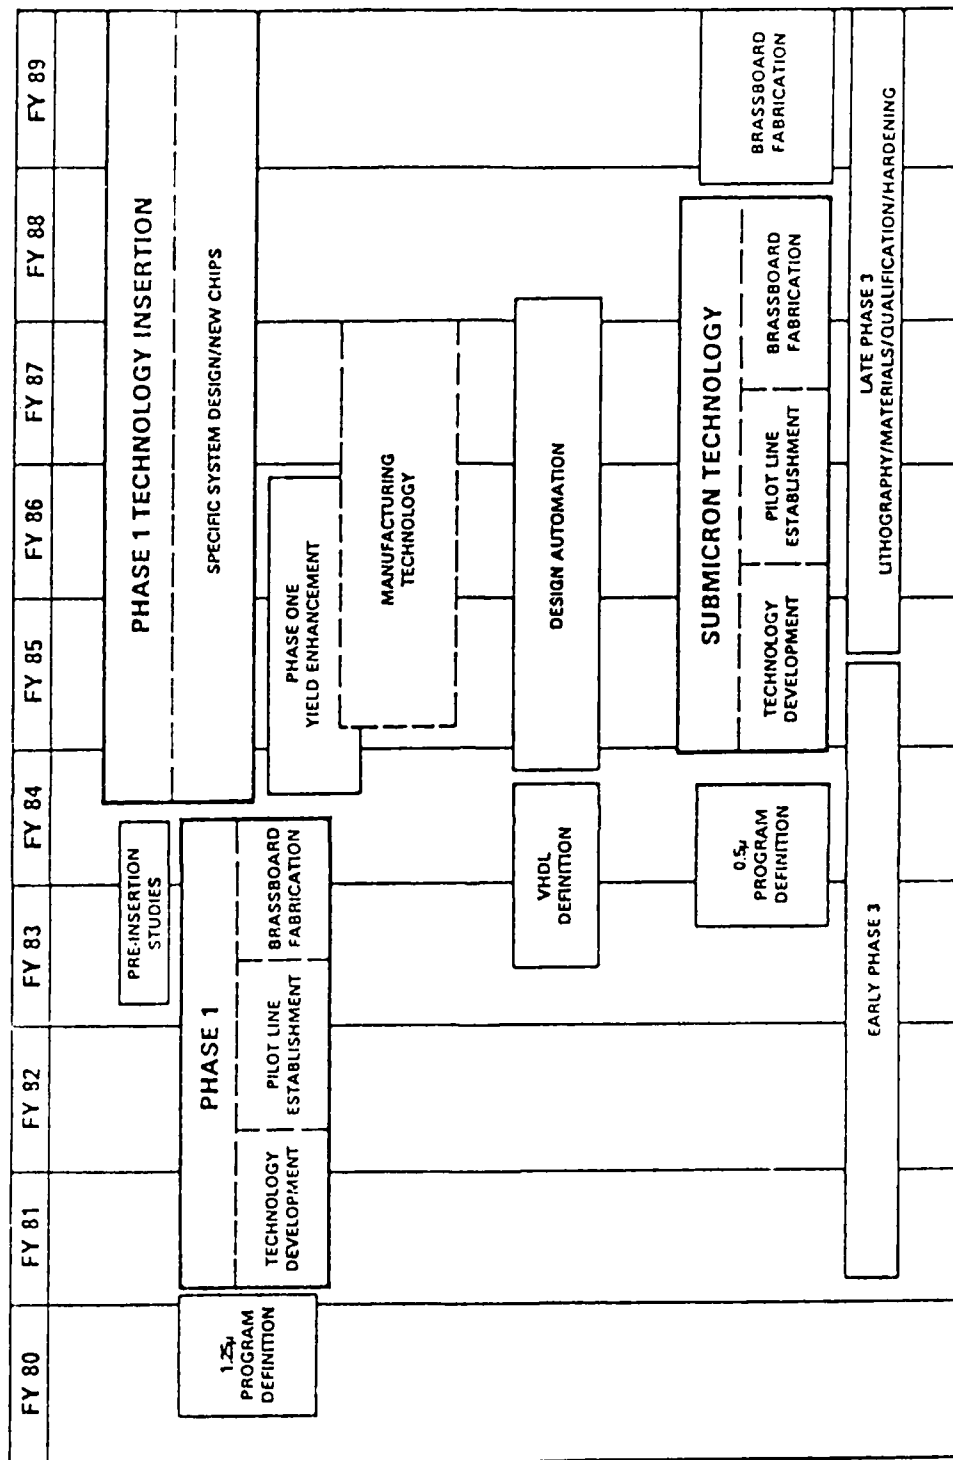 FY 80
FY 81
FY 82
FY 83
FY 84
FY 85
FY 86
FY 87
FY 88
FY 89
PRE-INSERTION
STUDIES
PHASE 1 TECHNOLOGY INSERTION
SPECIFIC SYSTEM DESIGN/NEW CHIPS
1.25μ
PROGRAM
DEFINITION
PHASE 1
TECHNOLOGY
DEVELOPMENT
PILOT LINE
ESTABLISHMENT
BRASSBOARD
FABRICATION
PHASE ONE
YIELD ENHANCEMENT
MANUFACTURING
TECHNOLOGY
VHDL
DEFINITION
DESIGN AUTOMATION
0.5μ
PROGRAM
DEFINITION
SUBMICRON TECHNOLOGY
TECHNOLOGY
DEVELOPMENT
PILOT LINE
ESTABLISHMENT
BRASSBOARD
FABRICATION
BRASSBOARD
FABRICATION
EARLY PHASE 3
LATE PHASE 3
LITHOGRAPHY/MATERIALS/QUALIFICATION/HARDENING